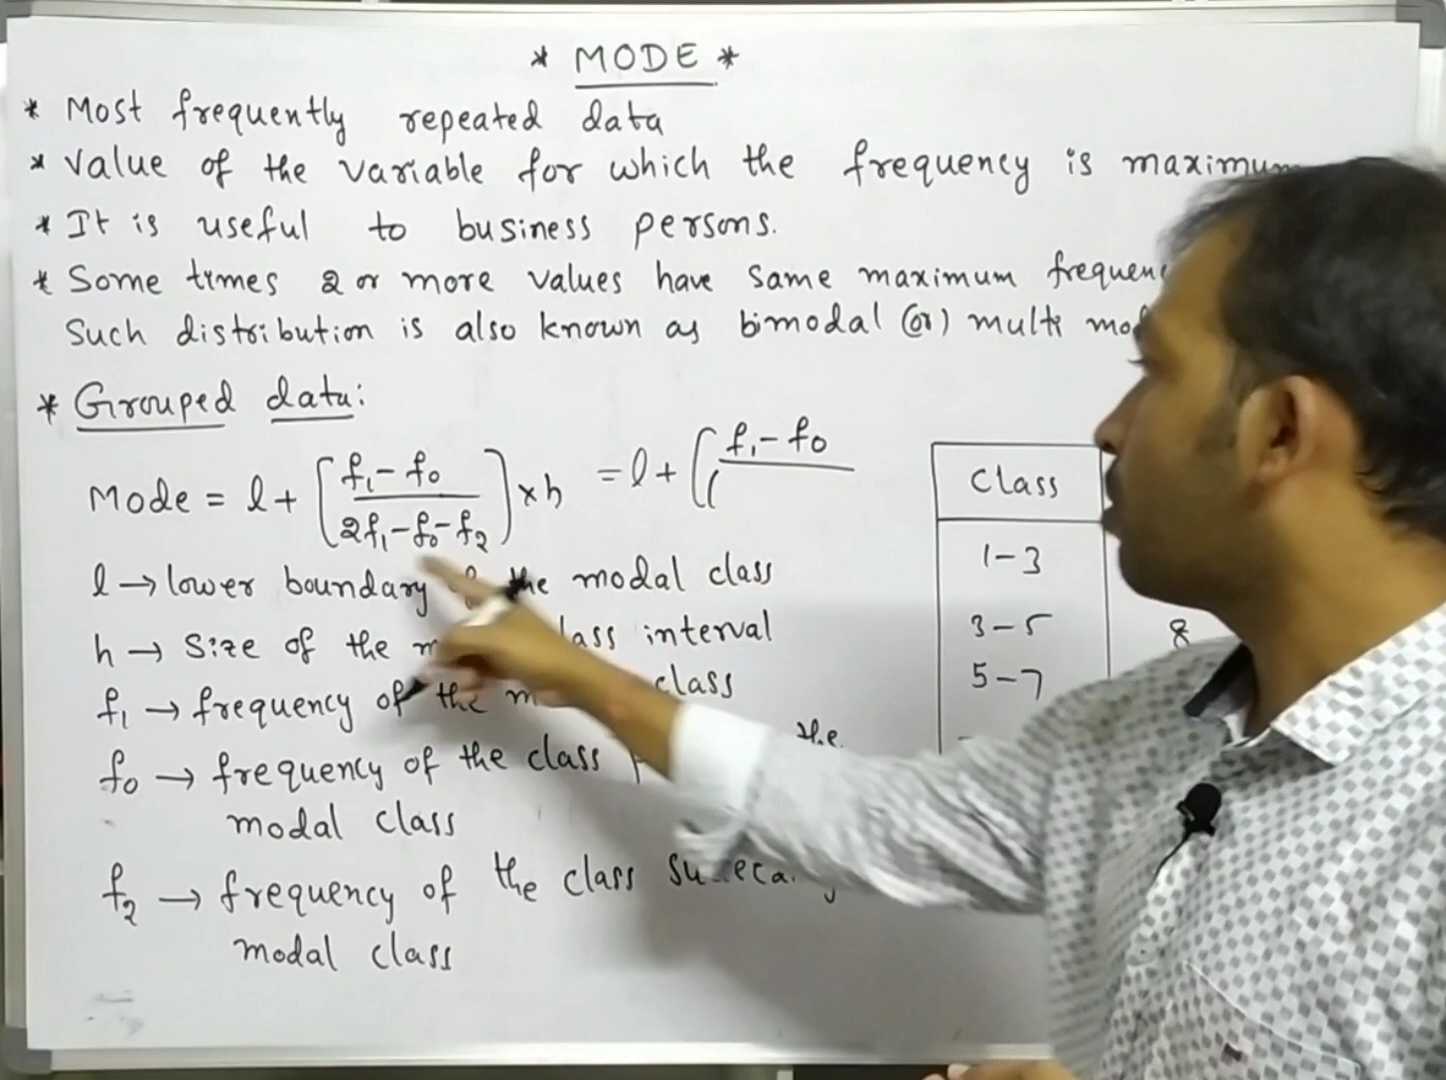 * MODE *
* Most frequently repeated data
* Value of the variable for which the frequency is
* It is useful to business persons.
* Some times 2 or more values have same maximum
Such distribution is also known as bimodal (or) multi
* Grouped data:
Mode = l + [(f₁ - f₀)/(2f₁ - f₀ - f₂)] × h = l + [(f₁ - f₀)/(
l → lower boundary the modal class
h → Size of the interval
f₁ → frequency of the class
f₀ → frequency of the class the
modal class
f₂ → frequency of the class
modal class
Class
1-3
3-5 8
5-7